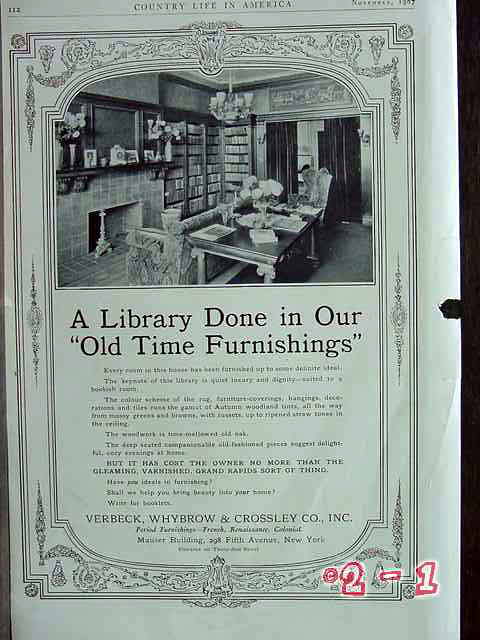 112
COUNTRY LIFE IN AMERICA
November, 1907
A Library Done in Our
"Old Time Furnishings"
Every room in this house has been furnished up to some definite ideal.
The keynote of this library is quiet luxury and dignity—suited to a
bookish room.
The colour scheme of the rug, furniture-coverings, hangings, deco-
rations and tiles runs the gamut of Autumn woodland tints, all the way
from mossy greens and browns, with russets, up to ripened straw tones in
the ceiling.
The woodwork is time-mellowed old oak.
The deep seated companionable old-fashioned pieces suggest delight-
ful, cozy evenings at home.
BUT IT HAS COST THE OWNER NO MORE THAN THE
GLEAMING, VARNISHED, GRAND RAPIDS SORT OF THING.
Have you ideals in furnishing?
Shall we help you bring beauty into your home?
Write for booklets.
VERBECK, WHYBROW & CROSSLEY CO., INC.
Period Furnishings—French, Renaissance, Colonial.
Mauser Building, 298 Fifth Avenue, New York
Entrance on Thirty-first Street
2-1